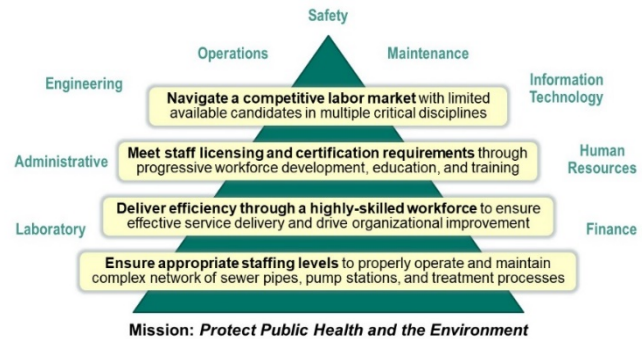 Safety
Operations
Maintenance
Engineering
Information
Technology
Navigate a competitive labor market with limited
available candidates in multiple critical disciplines
Administrative
Meet staff licensing and certification requirements through
progressive workforce development, education, and training
Human
Resources
Laboratory
Deliver efficiency through a highly-skilled workforce to ensure
effective service delivery and drive organizational improvement
Finance
Ensure appropriate staffing levels to properly operate and maintain
complex network of sewer pipes, pump stations, and treatment processes
Mission: Protect Public Health and the Environment